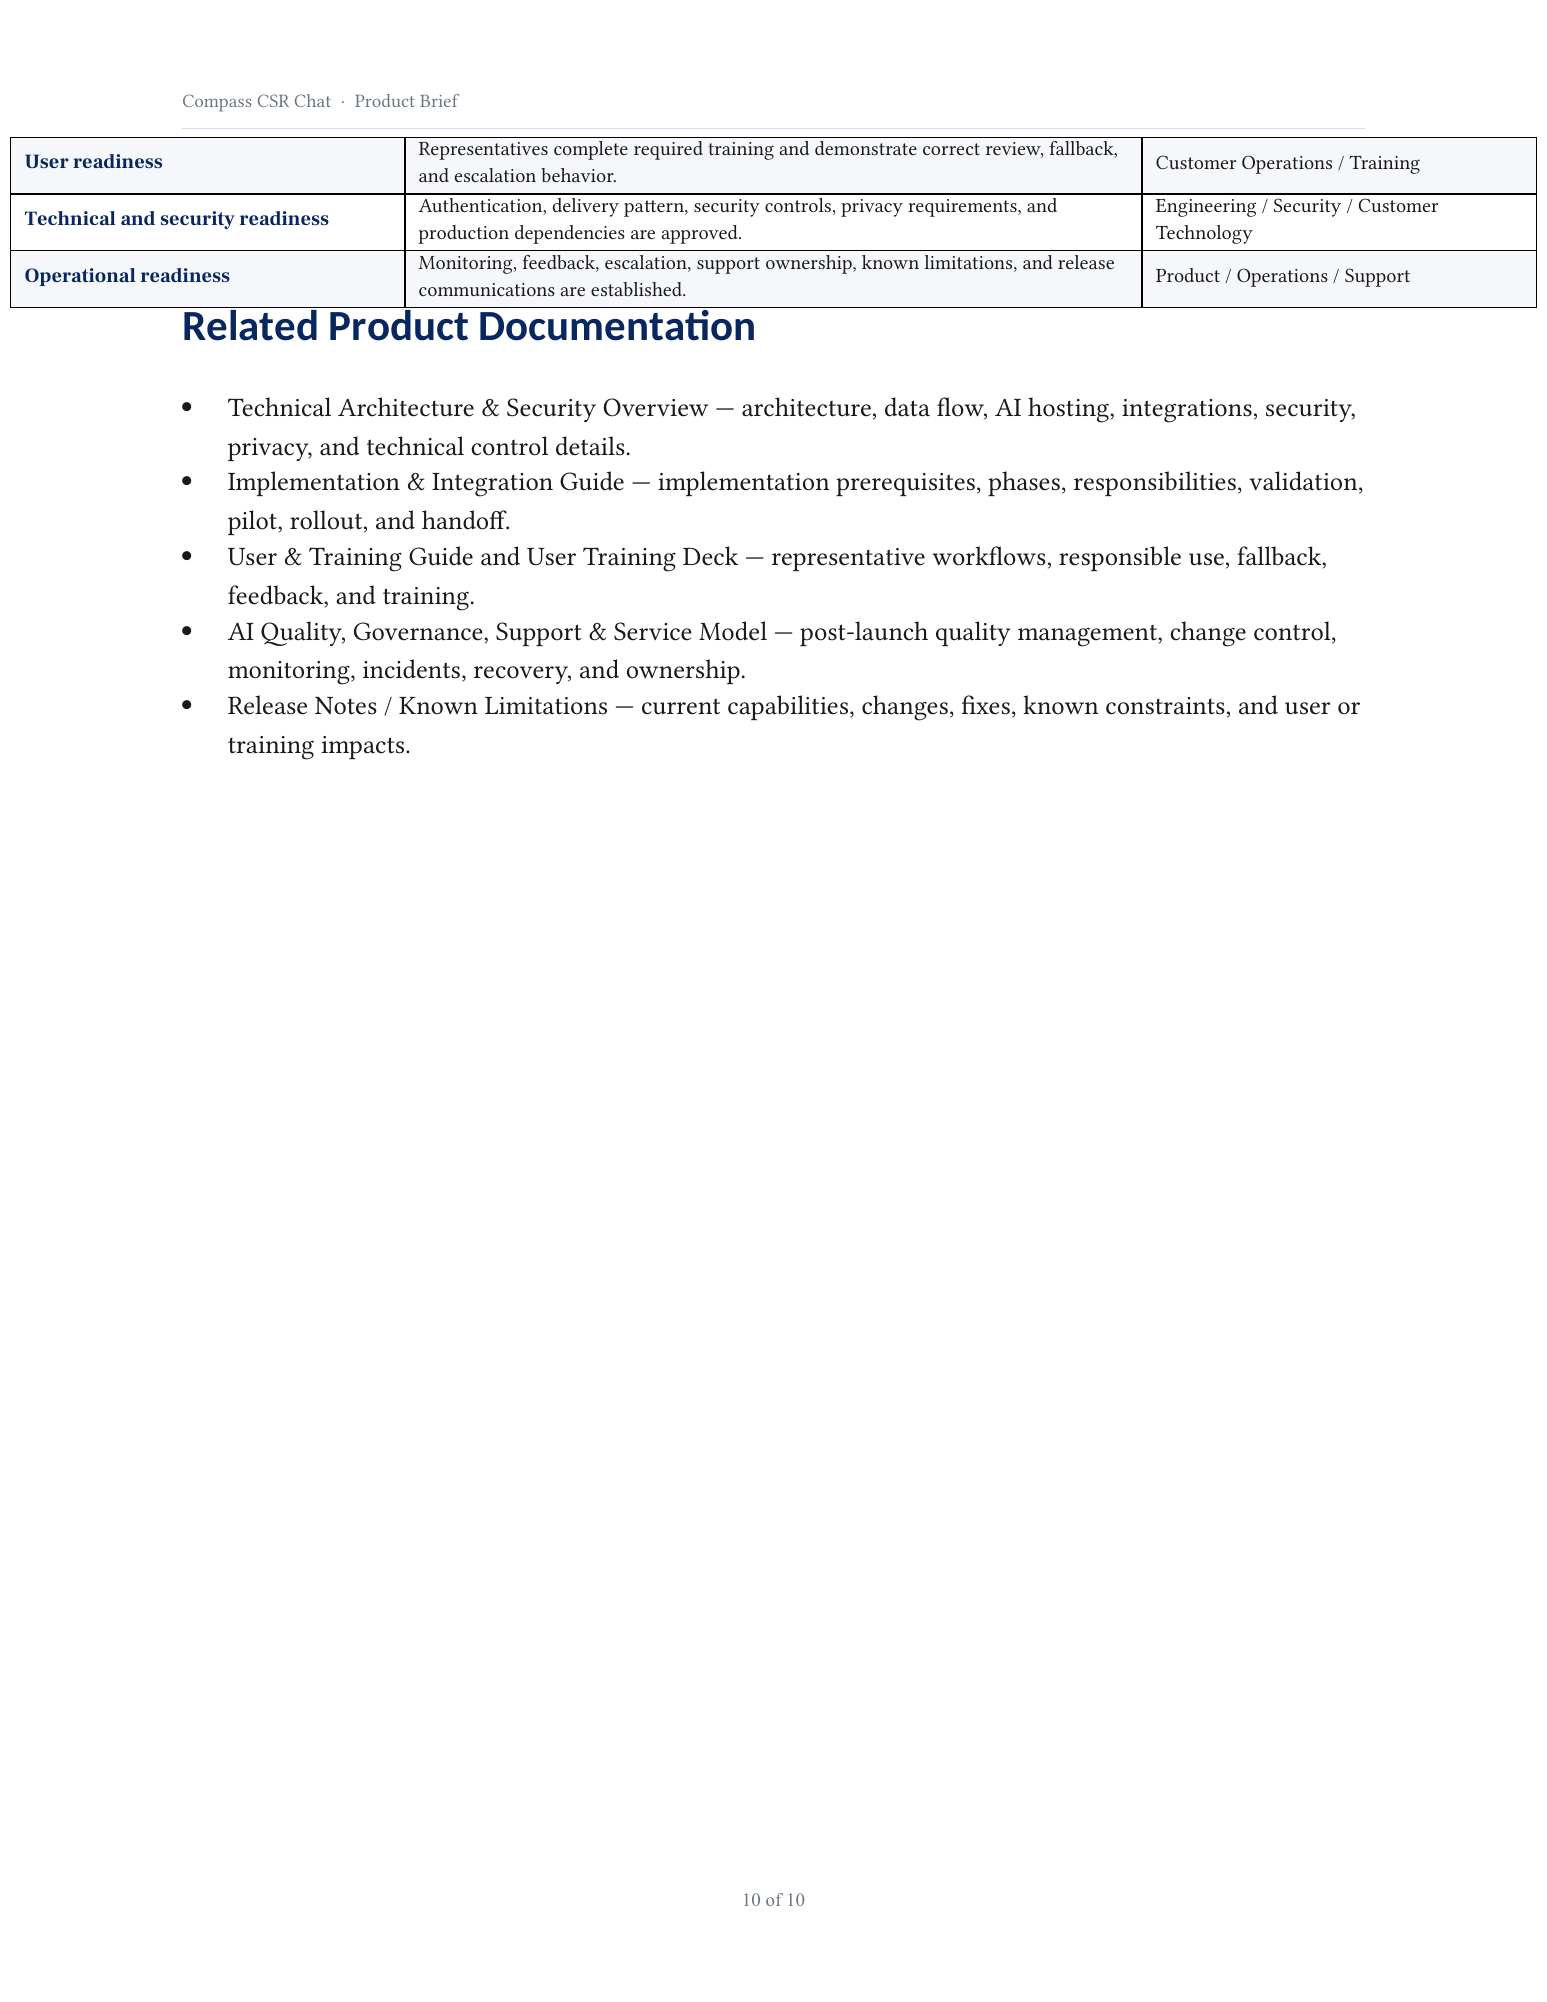 Compass CSR Chat · Product Brief
User readiness
Representatives complete required training and demonstrate correct review, fallback,
and escalation behavior.
Customer Operations / Training
Technical and security readiness
Authentication, delivery pattern, security controls, privacy requirements, and
production dependencies are approved.
Engineering / Security / Customer
Technology
Operational readiness
Monitoring, feedback, escalation, support ownership, known limitations, and release
communications are established.
Product / Operations / Support
Related Product Documentation
• Technical Architecture & Security Overview — architecture, data flow, AI hosting, integrations, security,
privacy, and technical control details.
• Implementation & Integration Guide — implementation prerequisites, phases, responsibilities, validation,
pilot, rollout, and handoff.
• User & Training Guide and User Training Deck — representative workflows, responsible use, fallback,
feedback, and training.
• AI Quality, Governance, Support & Service Model — post-launch quality management, change control,
monitoring, incidents, recovery, and ownership.
• Release Notes / Known Limitations — current capabilities, changes, fixes, known constraints, and user or
training impacts.
10 of 10